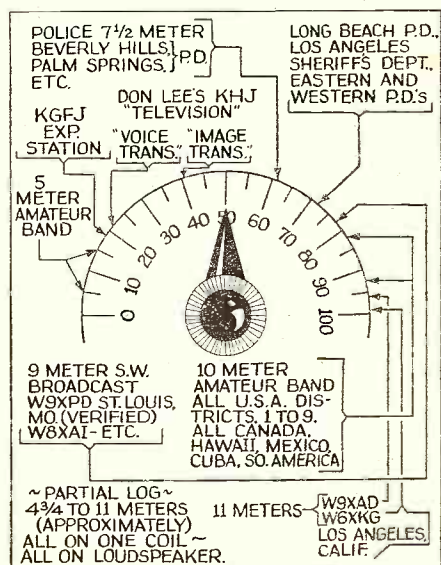 POLICE 7½ METER
BEVERLY HILLS,
PALM SPRINGS,
ETC.
P.D.
LONG BEACH P.D.,
LOS ANGELES
SHERIFFS DEPT.,
EASTERN AND
WESTERN P.D.'s
DON LEE'S KHJ
"TELEVISION"
"VOICE
TRANS."
"IMAGE
TRANS."
KGFJ
EXP.
STATION
5
METER
AMATEUR
BAND
0
10
20
30
40
50
60
70
80
90
100
9 METER S.W.
BROADCAST
W9XPD ST. LOUIS,
MO. (VERIFIED)
W8XAI - ETC.
10 METER
AMATEUR BAND
ALL U.S.A. DIS-
TRICTS, 1 TO 9.
ALL CANADA,
HAWAII, MEXICO,
CUBA, SO. AMERICA
~PARTIAL LOG~
4¾ TO 11 METERS
(APPROXIMATELY)
ALL ON ONE COIL~
ALL ON LOUDSPEAKER.
11 METERS
W9XAD
W6XKG
LOS ANGELES,
CALIF.